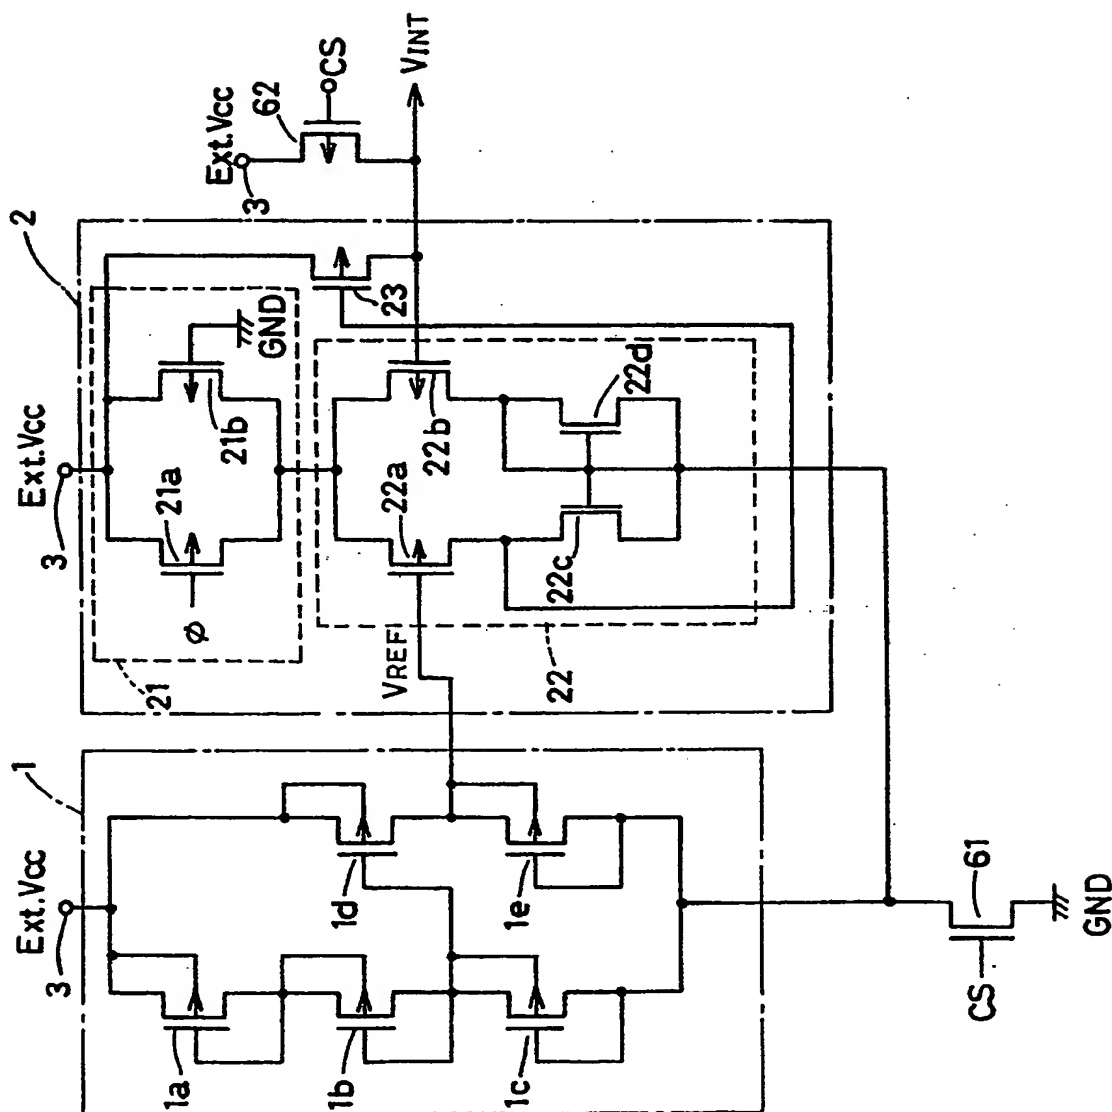 Ext.Vcc
3
1
1a
1b
1c
1d
1e
VREF
Ext.Vcc
3
2
21
21a
21b
φ
GND
22
22a
22b
22c
22d
23
Ext.Vcc
3
62
CS
VINT
CS
61
GND